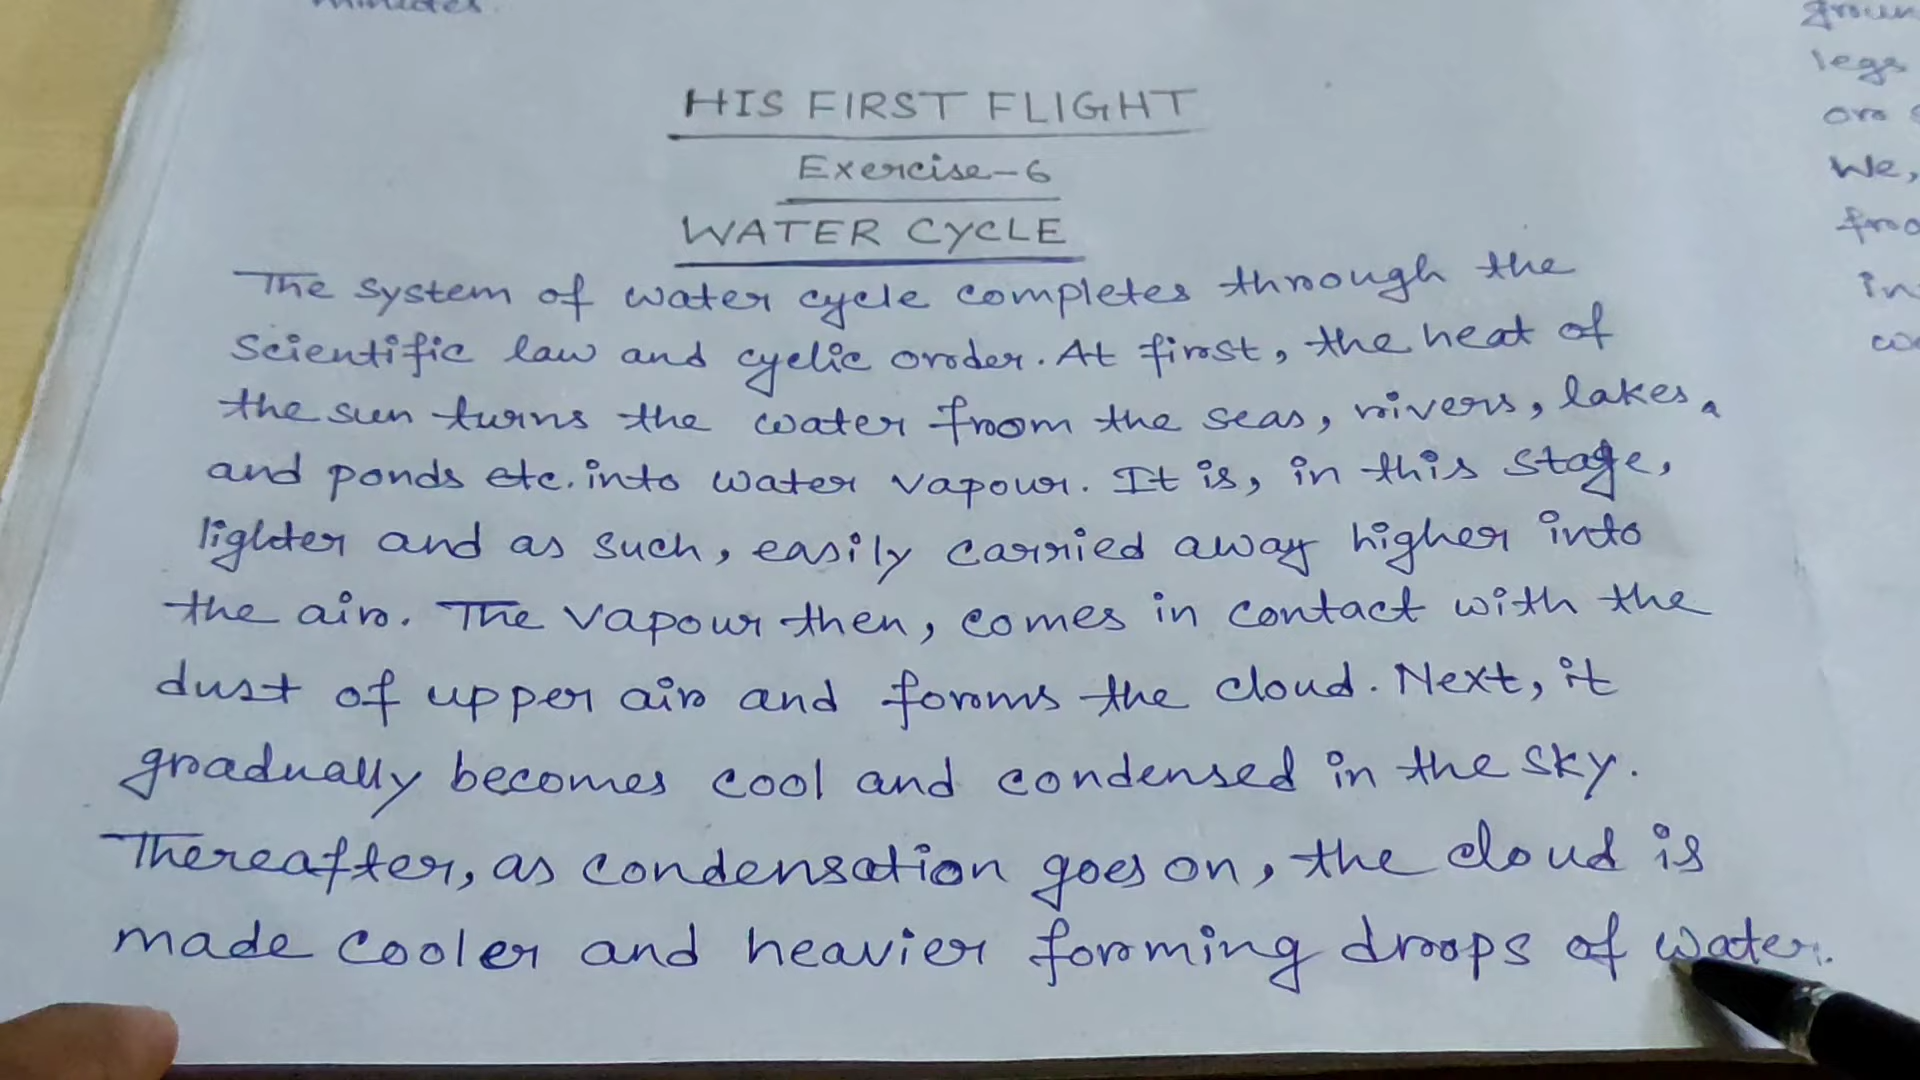 minutes.
HIS FIRST FLIGHT
Exercise-6
WATER CYCLE
The system of water cycle completes through the
scientific law and cyclic order. At first, the heat of
the sun turns the water from the seas, rivers, lakes,
and ponds etc. into water vapour. It is, in this stage,
lighter and as such, easily carried away higher into
the air. The vapour then, comes in contact with the
dust of upper air and forms the cloud. Next, it
gradually becomes cool and condensed in the sky.
Thereafter, as condensation goes on, the cloud is
made cooler and heavier forming drops of water.
legs
or
We,